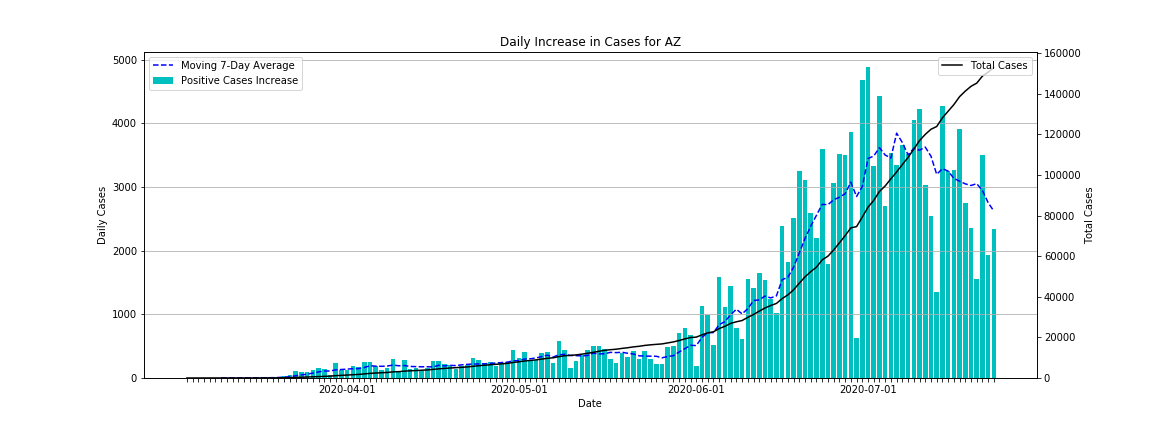 Daily Increase in Cases for AZ
Moving 7-Day Average
Positive Cases Increase
Total Cases
5000
4000
3000
2000
1000
0
Daily Cases
160000
140000
120000
100000
80000
60000
40000
20000
0
Total Cases
2020-04-01
2020-05-01
2020-06-01
2020-07-01
Date